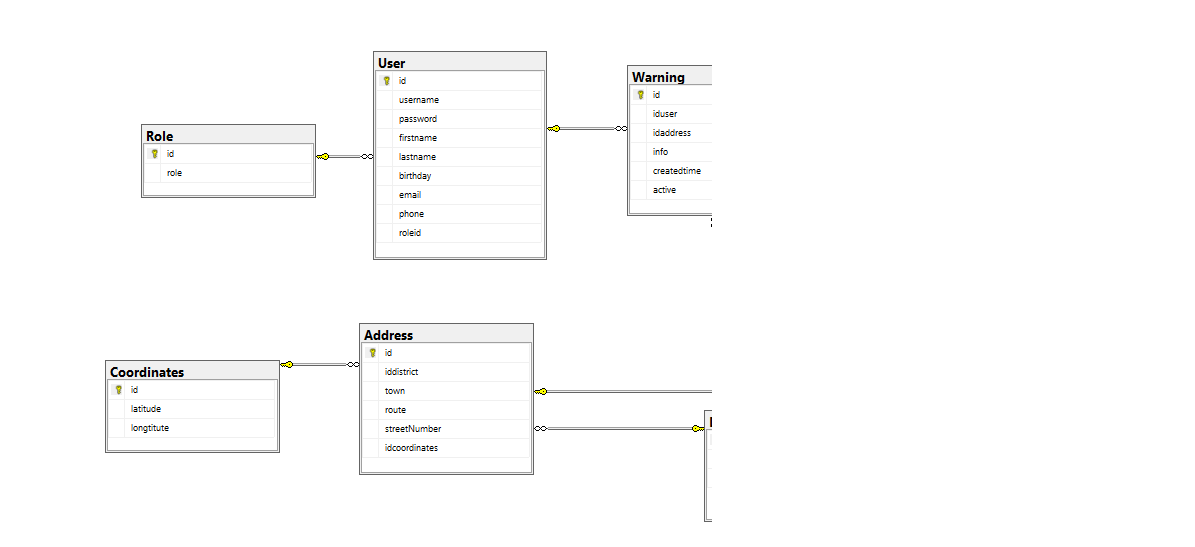 Role
id
role
User
id
username
password
firstname
lastname
birthday
email
phone
roleid
Warning
id
iduser
idaddress
info
createdtime
active
Coordinates
id
latitude
longtitute
Address
id
iddistrict
town
route
streetNumber
idcoordinates